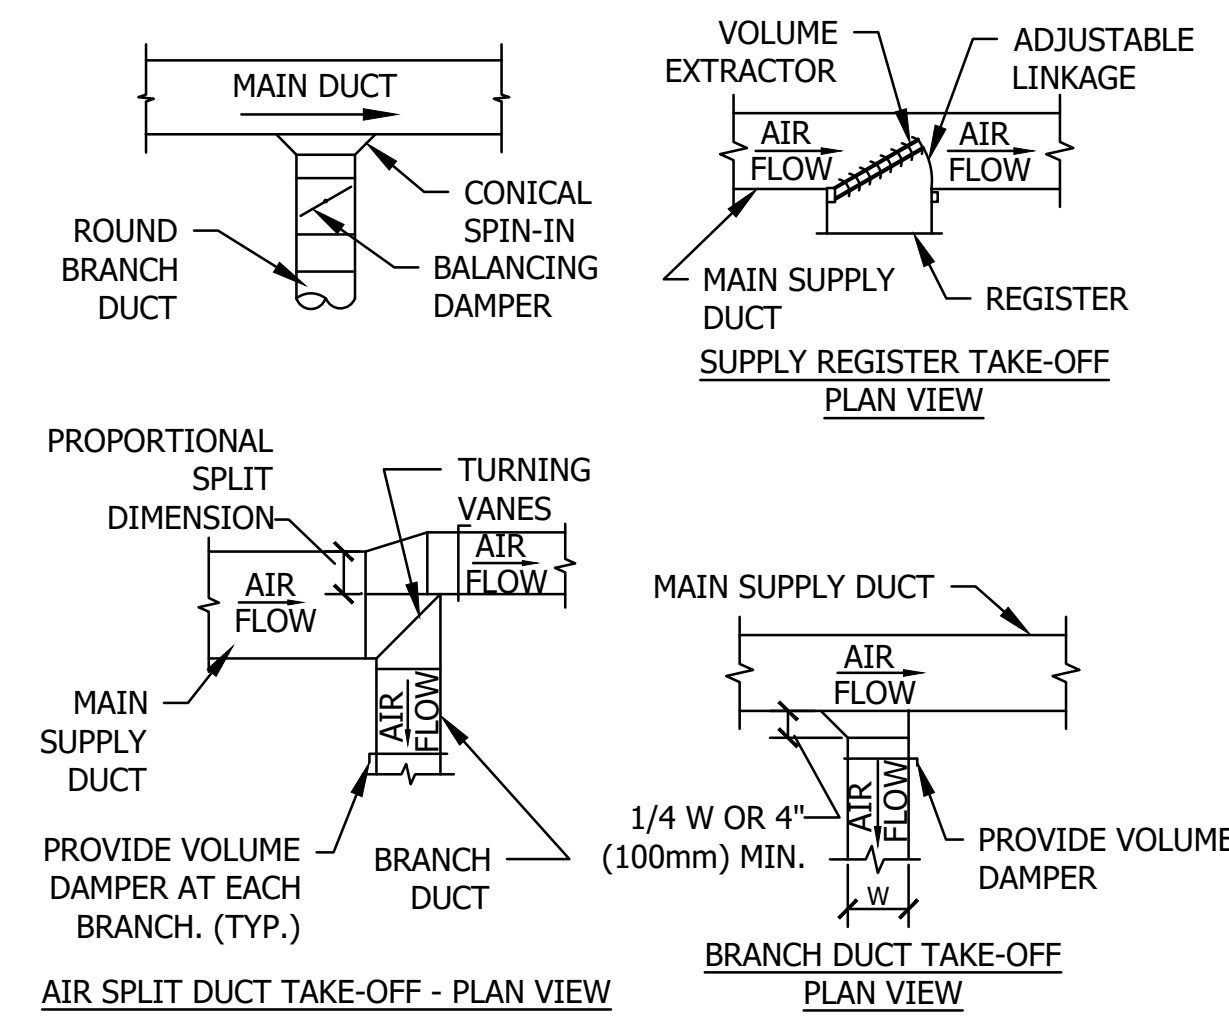 MAIN DUCT
ROUND
BRANCH
DUCT
CONICAL
SPIN-IN
BALANCING
DAMPER
VOLUME
EXTRACTOR
ADJUSTABLE
LINKAGE
AIR
FLOW
AIR
FLOW
MAIN SUPPLY
DUCT
REGISTER
SUPPLY REGISTER TAKE-OFF
PLAN VIEW
PROPORTIONAL
SPLIT
DIMENSION
TURNING
VANES
AIR
FLOW
AIR
FLOW
MAIN
SUPPLY
DUCT
AIR
FLOW
PROVIDE VOLUME
DAMPER AT EACH
BRANCH. (TYP.)
BRANCH
DUCT
AIR SPLIT DUCT TAKE-OFF - PLAN VIEW
MAIN SUPPLY DUCT
AIR
FLOW
1/4 W OR 4"
(100mm) MIN.
AIR
FLOW
W
PROVIDE VOLUME
DAMPER
BRANCH DUCT TAKE-OFF
PLAN VIEW